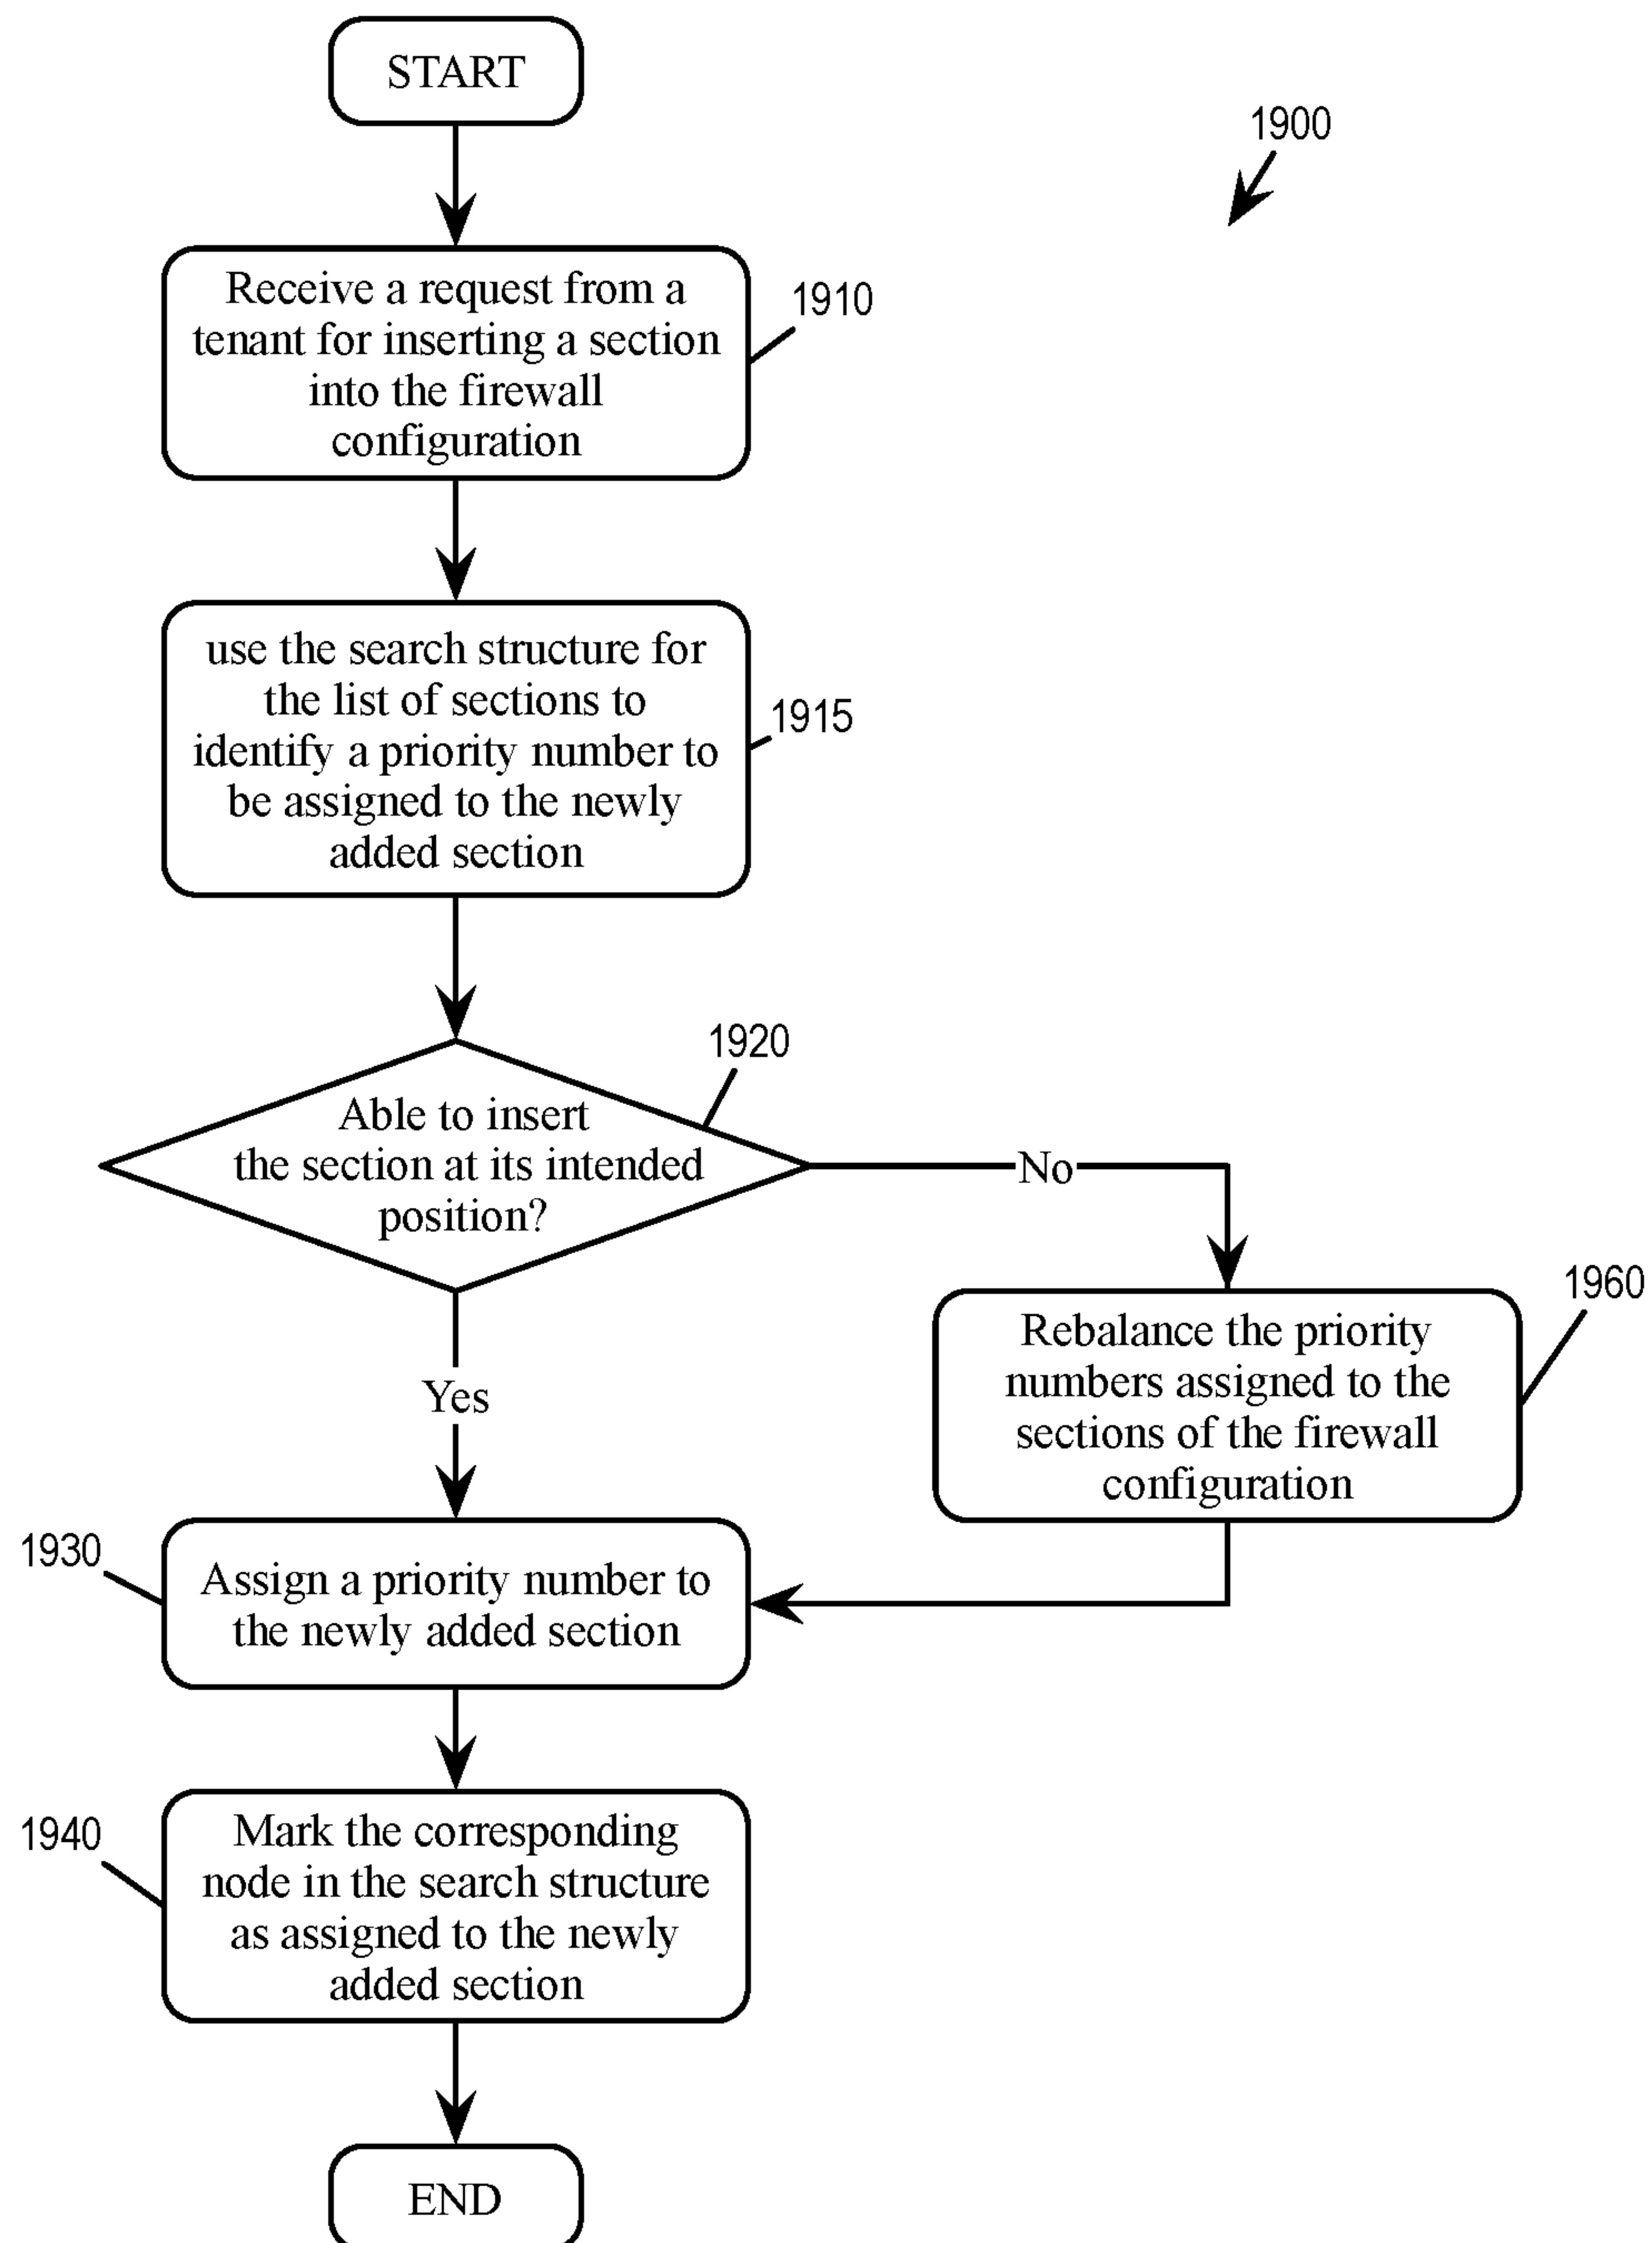 START
1900
Receive a request from a
tenant for inserting a section
into the firewall
configuration
1910
use the search structure for
the list of sections to
identify a priority number to
be assigned to the newly
added section
1915
1920
Able to insert
the section at its intended
position?
No
Yes
1960
Rebalance the priority
numbers assigned to the
sections of the firewall
configuration
1930
Assign a priority number to
the newly added section
1940
Mark the corresponding
node in the search structure
as assigned to the newly
added section
END